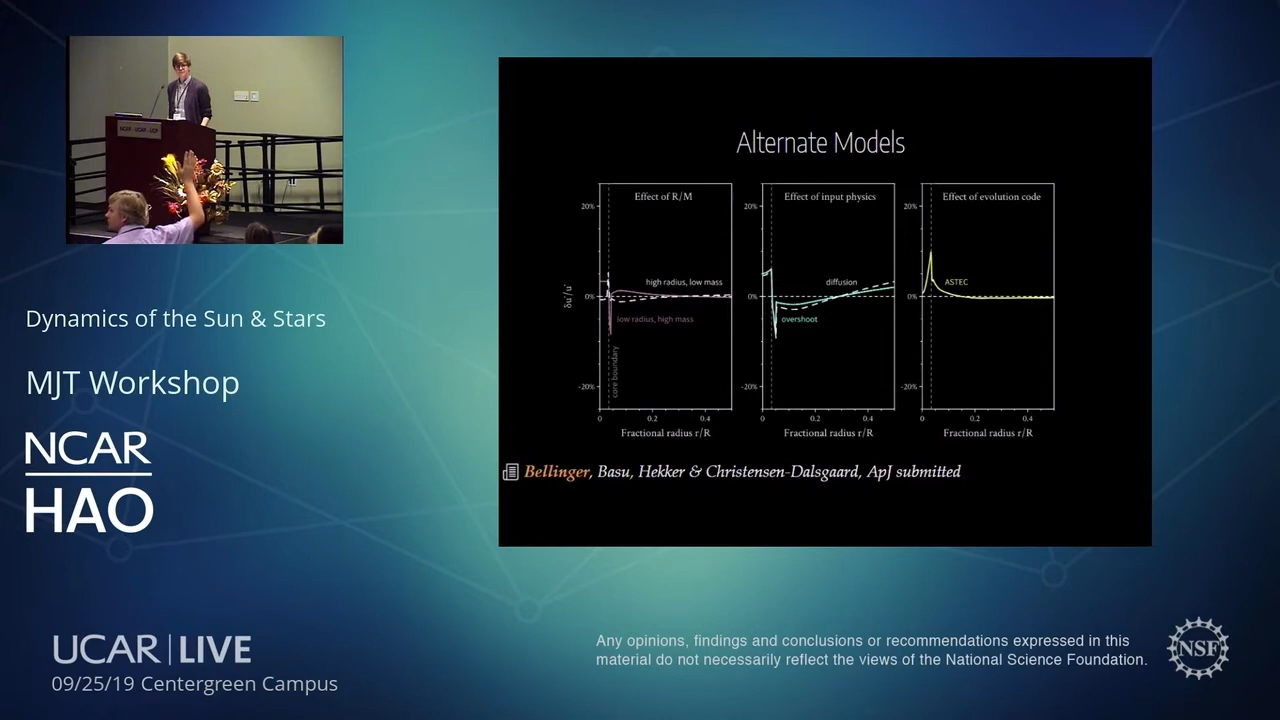 UCAR · UCAR · UCP
Dynamics of the Sun & Stars
MJT Workshop
NCAR
HAO
UCAR | LIVE
09/25/19 Centergreen Campus
Alternate Models
Effect of R/M
Effect of input physics
Effect of evolution code
20%
20%
20%
high radius, low mass
diffusion
ASTEC
δu'/u'
0%
0%
0%
low radius, high mass
overshoot
core boundary
-20%
-20%
-20%
0 0.2 0.4
0 0.2 0.4
0 0.2 0.4
Fractional radius r/R
Fractional radius r/R
Fractional radius r/R
Bellinger, Basu, Hekker & Christensen-Dalsgaard, ApJ submitted
Any opinions, findings and conclusions or recommendations expressed in this
material do not necessarily reflect the views of the National Science Foundation.
NSF